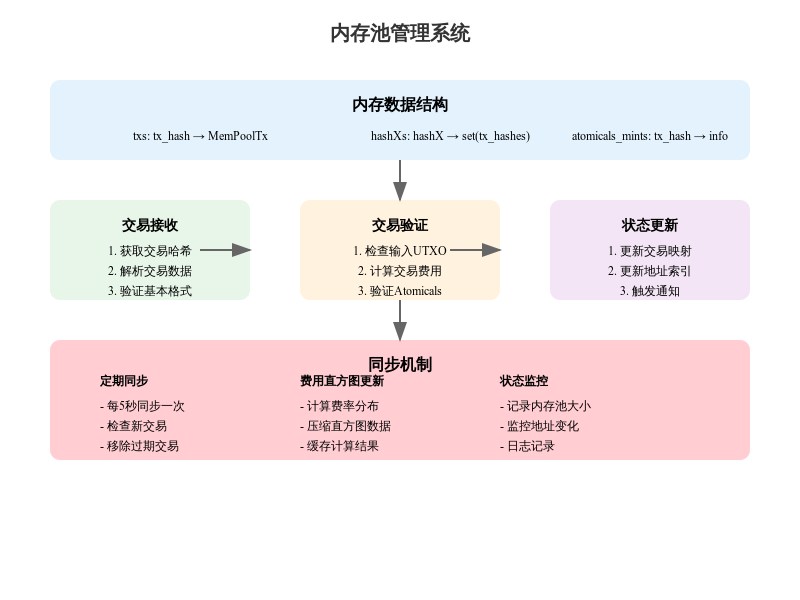 内存池管理系统
内存数据结构
txs: tx_hash → MemPoolTx
hashXs: hashX → set(tx_hashes)
atomicals_mints: tx_hash → info
交易接收
1. 获取交易哈希
2. 解析交易数据
3. 验证基本格式
交易验证
1. 检查输入UTXO
2. 计算交易费用
3. 验证Atomicals
状态更新
1. 更新交易映射
2. 更新地址索引
3. 触发通知
同步机制
定期同步
- 每5秒同步一次
- 检查新交易
- 移除过期交易
费用直方图更新
- 计算费率分布
- 压缩直方图数据
- 缓存计算结果
状态监控
- 记录内存池大小
- 监控地址变化
- 日志记录